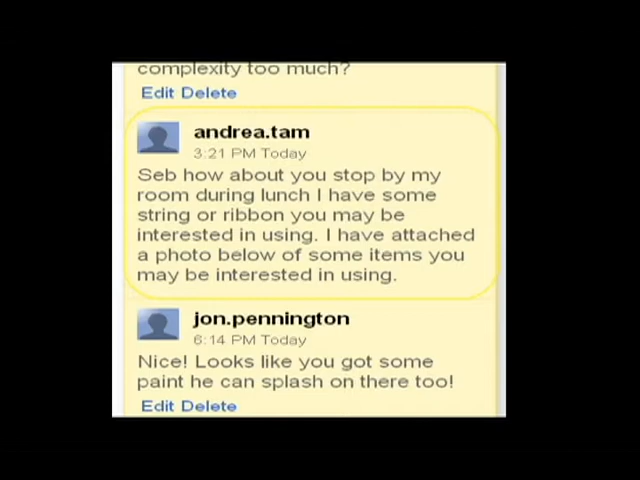 complexity too much?
Edit Delete
andrea.tam
3:21 PM Today
Seb how about you stop by my
room during lunch I have some
string or ribbon you may be
interested in using. I have attached
a photo below of some items you
may be interested in using.
jon.pennington
6:14 PM Today
Nice! Looks like you got some
paint he can splash on there too!
Edit Delete